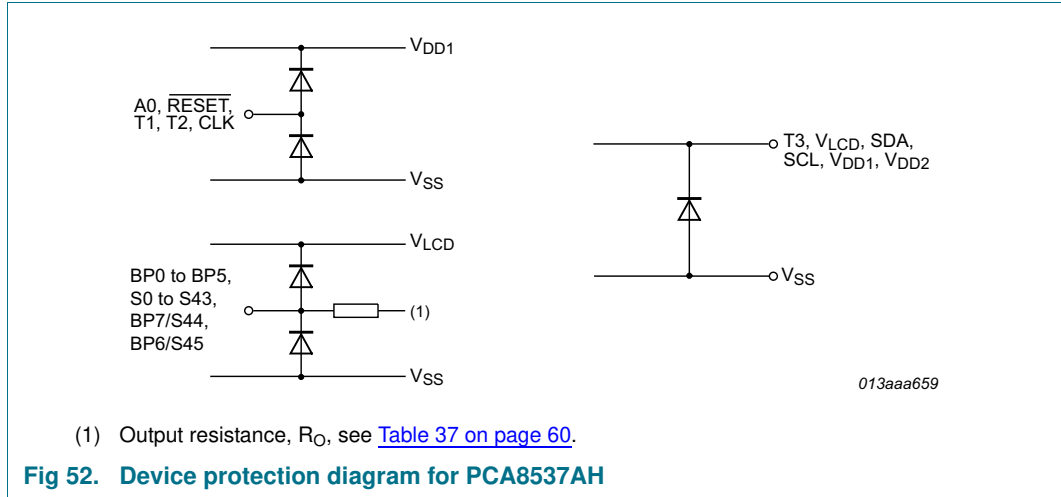 VDD1
A0, RESET,
T1, T2, CLK
VSS
VLCD
BP0 to BP5,
S0 to S43,
BP7/S44,
BP6/S45
(1)
VSS
T3, VLCD, SDA,
SCL, VDD1, VDD2
VSS
013aaa659
(1) Output resistance, RO, see Table 37 on page 60.
Fig 52. Device protection diagram for PCA8537AH